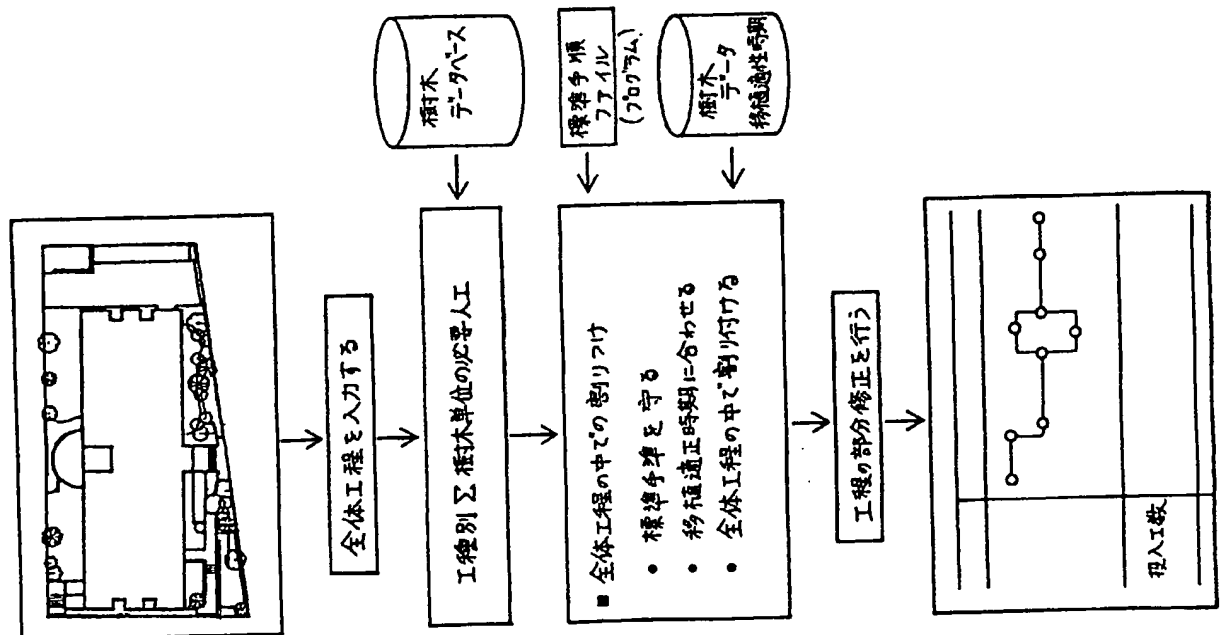 全体工程を入力する
樹木
データベース
工種別∑樹木単位の必要人工
標準手順
ファイル
(プログラム)
樹木
データ
移植適性時期
■ 全体工程の中での割りつけ
● 標準手準を守る
● 移植適正時期に合わせる
● 全体工程の中で割り付ける
工程の部分修正を行う
投入工数